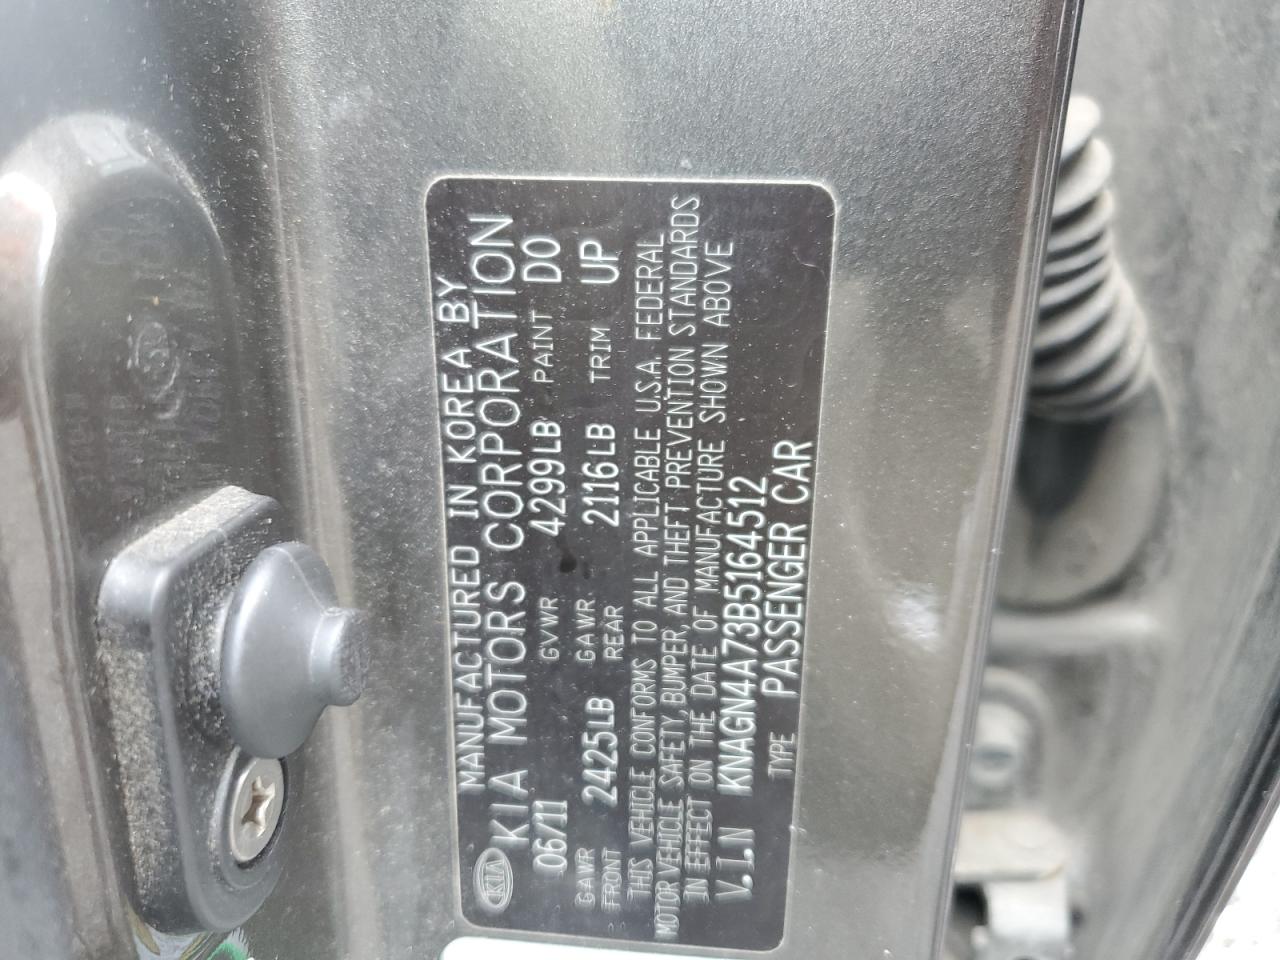 MANUFACTURED IN KOREA BY
KIA KIA MOTORS CORPORATION
06/11 GVWR 4299LB PAINT D0
GAWR FRONT 2425LB GAWR REAR 2116LB TRIM UP
THIS VEHICLE CONFORMS TO ALL APPLICABLE U.S.A. FEDERAL
MOTOR VEHICLE SAFETY, BUMPER, AND THEFT PREVENTION STANDARDS
IN EFFECT ON THE DATE OF MANUFACTURE SHOWN ABOVE
V.I.N KNAGN4A73B5164512
TYPE PASSENGER CAR